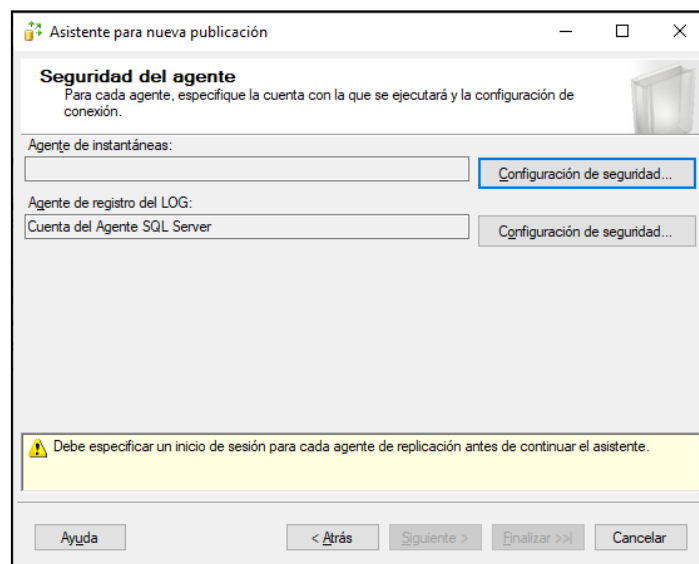 Asistente para nueva publicación
Seguridad del agente
Para cada agente, especifique la cuenta con la que se ejecutará y la configuración de
conexión.
Agente de instantáneas:
Configuración de seguridad...
Agente de registro del LOG:
Cuenta del Agente SQL Server
Configuración de seguridad...
Debe especificar un inicio de sesión para cada agente de replicación antes de continuar el asistente.
Ayuda
< Atrás
Siguiente >
Finalizar >>|
Cancelar